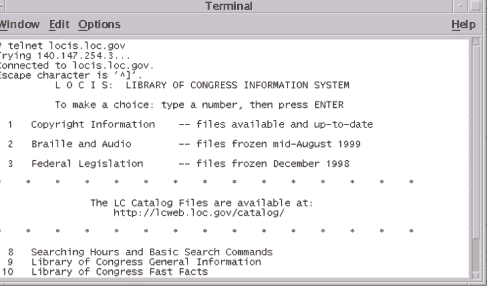 Terminal
Window Edit Options Help
# telnet locis.loc.gov
Trying 140.147.254.3...
Connected to locis.loc.gov.
Escape character is '^]'.
L O C I S: LIBRARY OF CONGRESS INFORMATION SYSTEM
To make a choice: type a number, then press ENTER
1 Copyright Information -- files available and up-to-date
2 Braille and Audio -- files frozen mid-August 1999
3 Federal Legislation -- files frozen December 1998
* * * * * * * * * * * * * * *
The LC Catalog Files are available at:
http://lcweb.loc.gov/catalog/
* * * * * * * * * * * * * * *
8 Searching Hours and Basic Search Commands
9 Library of Congress General Information
10 Library of Congress Fast Facts